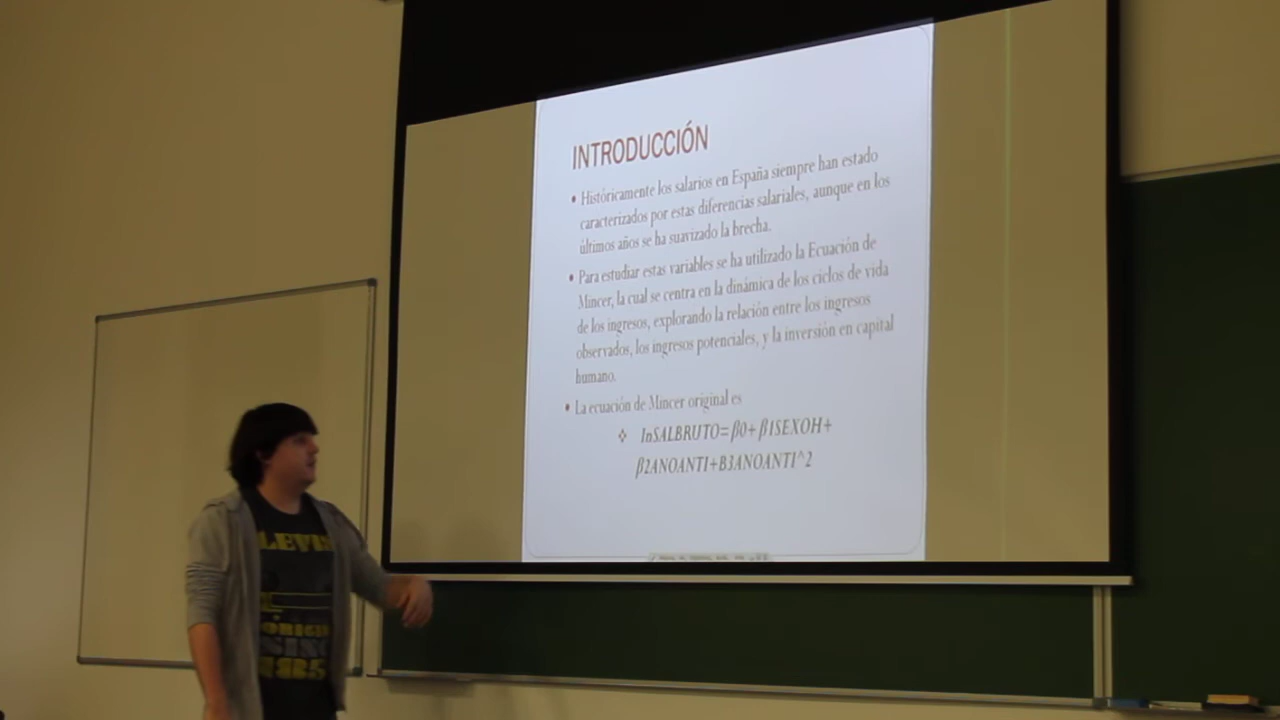 INTRODUCCIÓN
• Históricamente los salarios en España siempre han estado
caracterizados por estas diferencias salariales, aunque en los
últimos años se ha suavizado la brecha.
• Para estudiar estas variables se ha utilizado la Ecuación de
Mincer, la cual se centra en la dinámica de los ciclos de vida
de los ingresos, explorando la relación entre los ingresos
observados, los ingresos potenciales, y la inversión en capital
humano.
• La ecuación de Mincer original es
❖ lnSALBRUTO=β0+β1SEXOH+
β2ANOANTI+B3ANOANTI^2
LEVIS
ORIGI